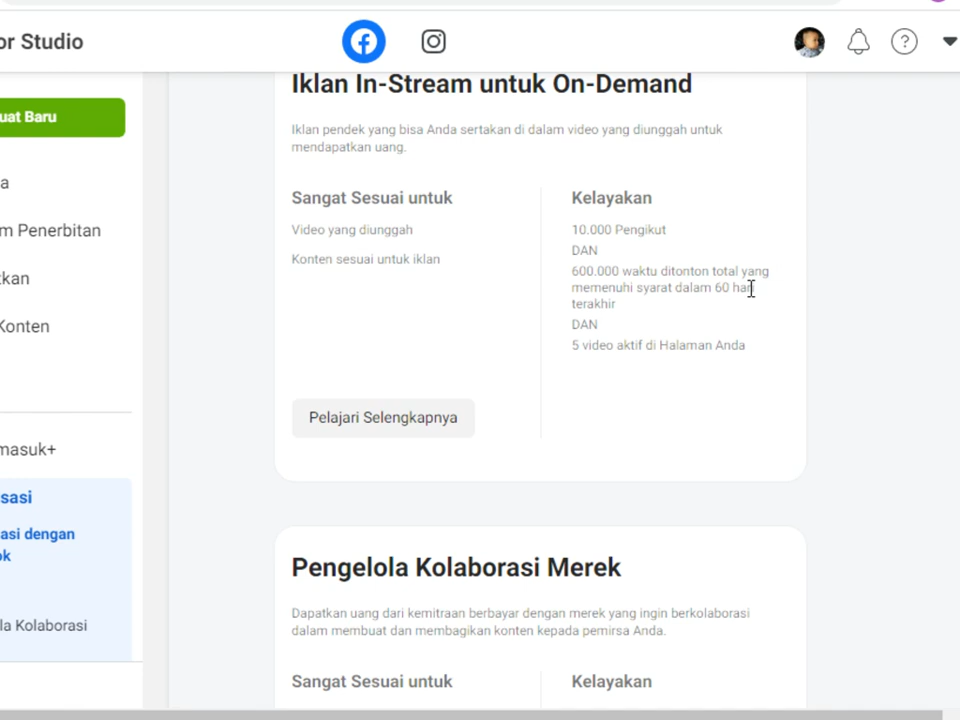 or Studio
uat Baru
a
m Penerbitan
kan
Konten
masuk+
sasi
asi dengan
ok
la Kolaborasi
Iklan In-Stream untuk On-Demand
Iklan pendek yang bisa Anda sertakan di dalam video yang diunggah untuk
mendapatkan uang.
Sangat Sesuai untuk
Video yang diunggah
Konten sesuai untuk iklan
Kelayakan
10.000 Pengikut
DAN
600.000 waktu ditonton total yang
memenuhi syarat dalam 60 hari
terakhir
DAN
5 video aktif di Halaman Anda
Pelajari Selengkapnya
Pengelola Kolaborasi Merek
Dapatkan uang dari kemitraan berbayar dengan merek yang ingin berkolaborasi
dalam membuat dan membagikan konten kepada pemirsa Anda.
Sangat Sesuai untuk
Kelayakan